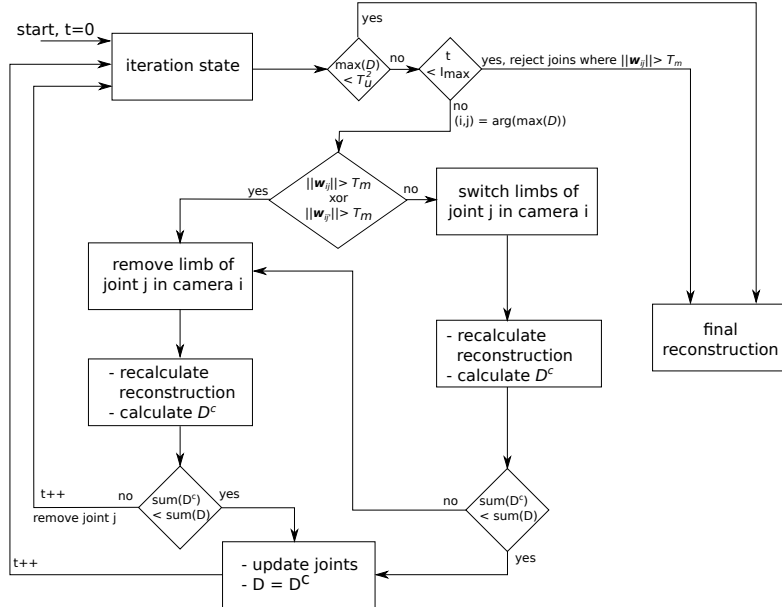 start, t=0
iteration state
max(D)
< T_u^2
yes
no
t
< I_max
yes, reject joins where ||w_ij||> T_m
no
(i,j) = arg(max(D))
yes
||w_ij||> T_m
xor
||w_ij'||> T_m
no
switch limbs of
joint j in camera i
remove limb of
joint j in camera i
final
reconstruction
- recalculate
reconstruction
- calculate D^c
- recalculate
reconstruction
- calculate D^c
t++
remove joint j
no
sum(D^c)
< sum(D)
yes
no
sum(D^c)
< sum(D)
yes
t++
- update joints
- D = D^C